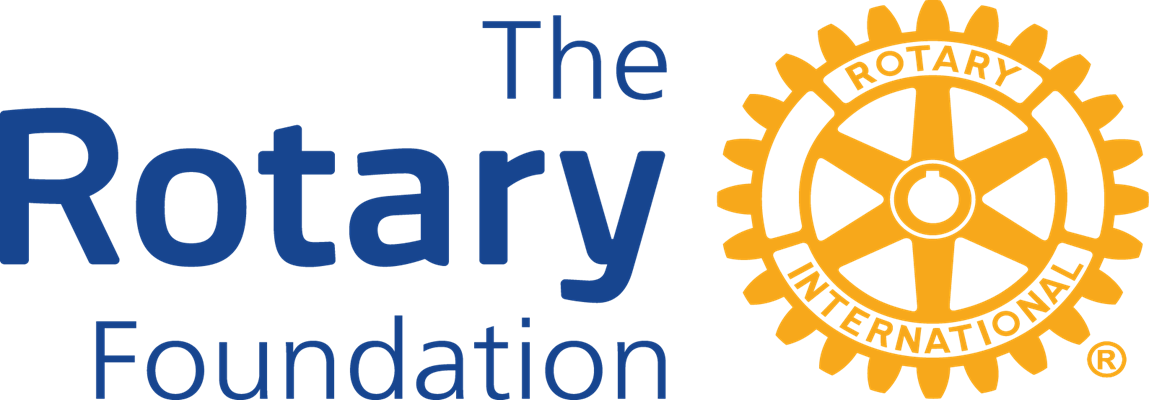 The
Rotary
Foundation
ROTARY
INTERNATIONAL
®